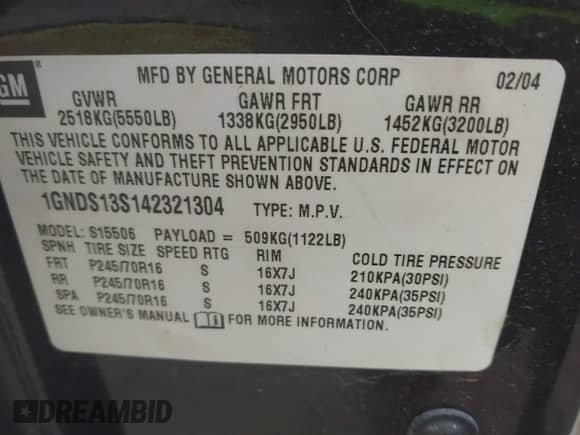 GM ®
MFD BY GENERAL MOTORS CORP 02/04
GVWR GAWR FRT GAWR RR
2518KG(5550LB) 1338KG(2950LB) 1452KG(3200LB)
THIS VEHICLE CONFORMS TO ALL APPLICABLE U.S. FEDERAL MOTOR
VEHICLE SAFETY AND THEFT PREVENTION STANDARDS IN EFFECT ON
THE DATE OF MANUFACTURE SHOWN ABOVE.
1GNDS13S142321304 TYPE: M.P.V.
MODEL: S15506 PAYLOAD = 509KG(1122LB)
SPNH TIRE SIZE SPEED RTG RIM COLD TIRE PRESSURE
FRT P245/70R16 S 16X7J 210KPA(30PSI)
RR P245/70R16 S 16X7J 240KPA(35PSI)
SPA P245/70R16 S 16X7J 240KPA(35PSI)
SEE OWNER'S MANUAL FOR MORE INFORMATION.
DREAMBID